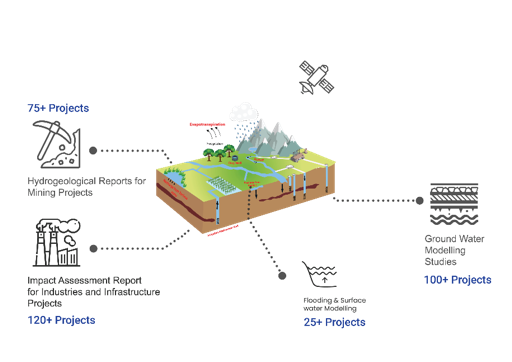 75+ Projects
Hydrogeological Reports for
Mining Projects
Evapotranspiration
Impact Assessment Report
for Industries and Infrastructure
Projects
120+ Projects
Flooding & Surface
water Modelling
25+ Projects
Ground Water
Modelling
Studies
100+ Projects